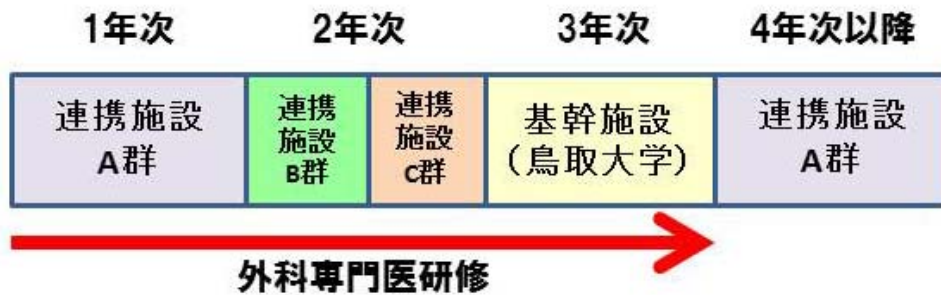 1年次 2年次 3年次 4年次以降
連携施設
A群
連携
施設
B群
連携
施設
C群
基幹施設
(鳥取大学)
連携施設
A群
外科専門医研修